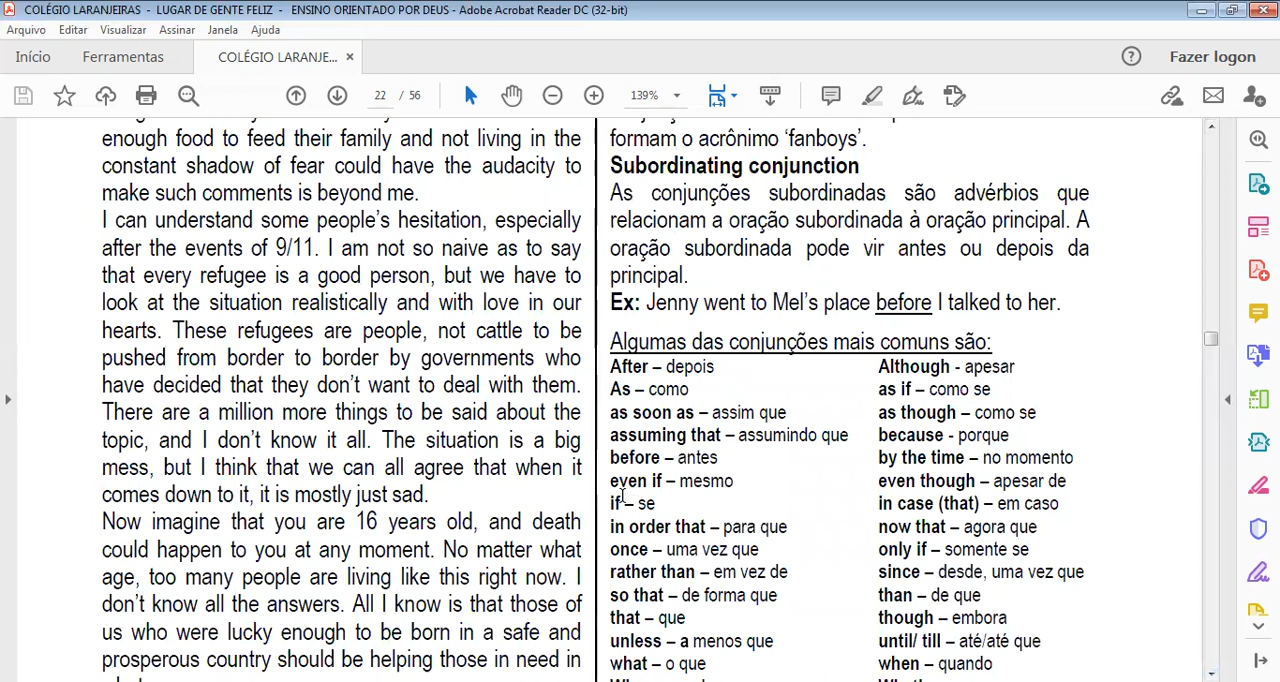 COLÉGIO LARANJEIRAS - LUGAR DE GENTE FELIZ - ENSINO ORIENTADO POR DEUS - Adobe Acrobat Reader DC (32-bit)
Arquivo Editar Visualizar Assinar Janela Ajuda
Início Ferramentas COLÉGIO LARANJE... × Fazer logon
22 / 56 139%
enough food to feed their family and not living in the
constant shadow of fear could have the audacity to
make such comments is beyond me.
I can understand some people's hesitation, especially
after the events of 9/11. I am not so naive as to say
that every refugee is a good person, but we have to
look at the situation realistically and with love in our
hearts. These refugees are people, not cattle to be
pushed from border to border by governments who
have decided that they don't want to deal with them.
There are a million more things to be said about the
topic, and I don't know it all. The situation is a big
mess, but I think that we can all agree that when it
comes down to it, it is mostly just sad.
Now imagine that you are 16 years old, and death
could happen to you at any moment. No matter what
age, too many people are living like this right now. I
don't know all the answers. All I know is that those of
us who were lucky enough to be born in a safe and
prosperous country should be helping those in need in
formam o acrônimo 'fanboys'.
Subordinating conjunction
As conjunções subordinadas são advérbios que
relacionam a oração subordinada à oração principal. A
oração subordinada pode vir antes ou depois da
principal.
Ex: Jenny went to Mel's place before I talked to her.
Algumas das conjunções mais comuns são:
After – depois
As – como
as soon as – assim que
assuming that – assumindo que
before – antes
even if – mesmo
if – se
in order that – para que
once – uma vez que
rather than – em vez de
so that – de forma que
that – que
unless – a menos que
what – o que
Although - apesar
as if – como se
as though – como se
because - porque
by the time – no momento
even though – apesar de
in case (that) – em caso
now that – agora que
only if – somente se
since – desde, uma vez que
than – de que
though – embora
until/ till – até/até que
when – quando